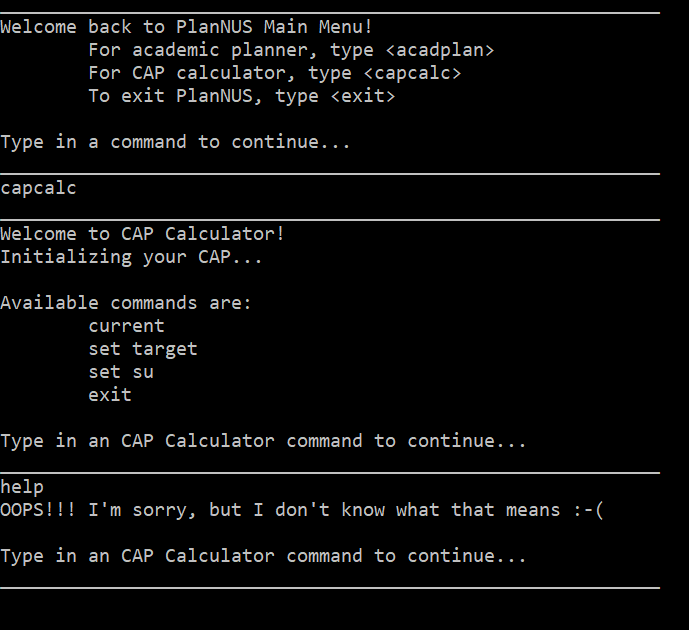 Welcome back to PlanNUS Main Menu!
For academic planner, type <acadplan>
For CAP calculator, type <capcalc>
To exit PlanNUS, type <exit>
Type in a command to continue...
capcalc
Welcome to CAP Calculator!
Initializing your CAP...
Available commands are:
current
set target
set su
exit
Type in an CAP Calculator command to continue...
help
OOPS!!! I'm sorry, but I don't know what that means :-(
Type in an CAP Calculator command to continue...